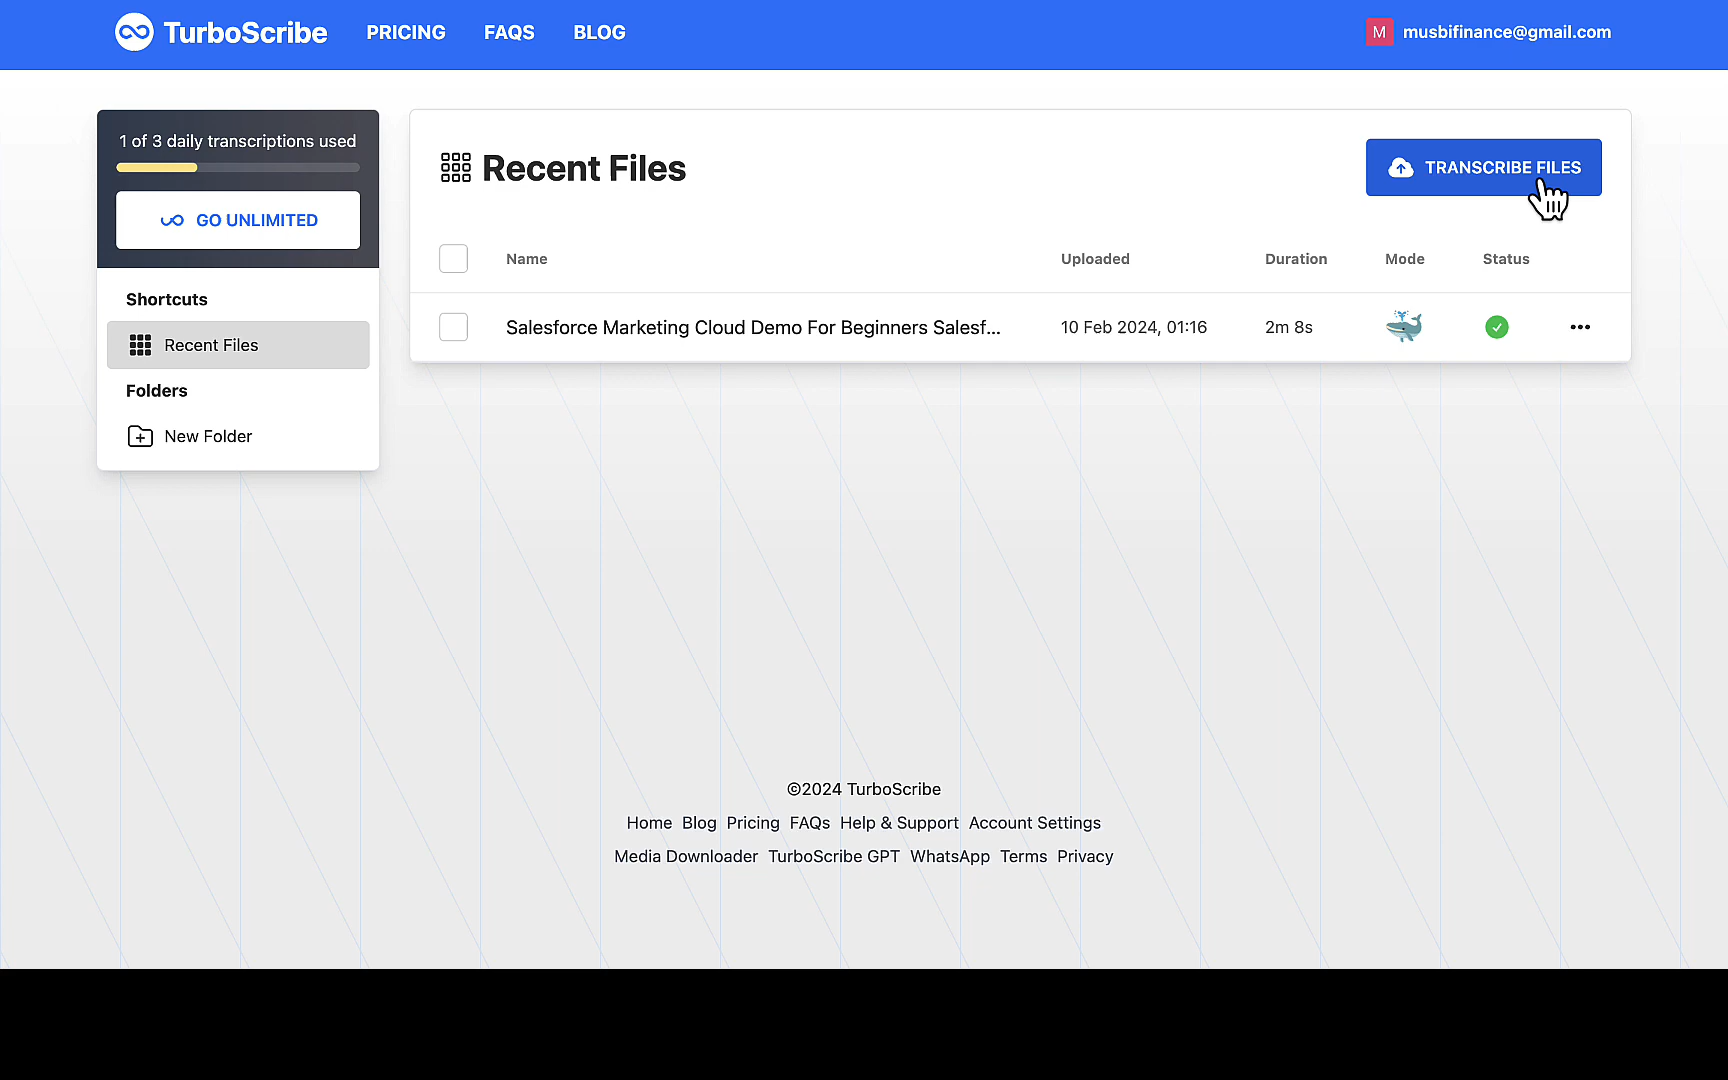 TurboScribe PRICING FAQS BLOG M musbifinance@gmail.com
1 of 3 daily transcriptions used
GO UNLIMITED
Shortcuts
Recent Files
Folders
New Folder
Recent Files
TRANSCRIBE FILES
Name Uploaded Duration Mode Status
Salesforce Marketing Cloud Demo For Beginners Salesf... 10 Feb 2024, 01:16 2m 8s
©2024 TurboScribe
Home Blog Pricing FAQs Help & Support Account Settings
Media Downloader TurboScribe GPT WhatsApp Terms Privacy